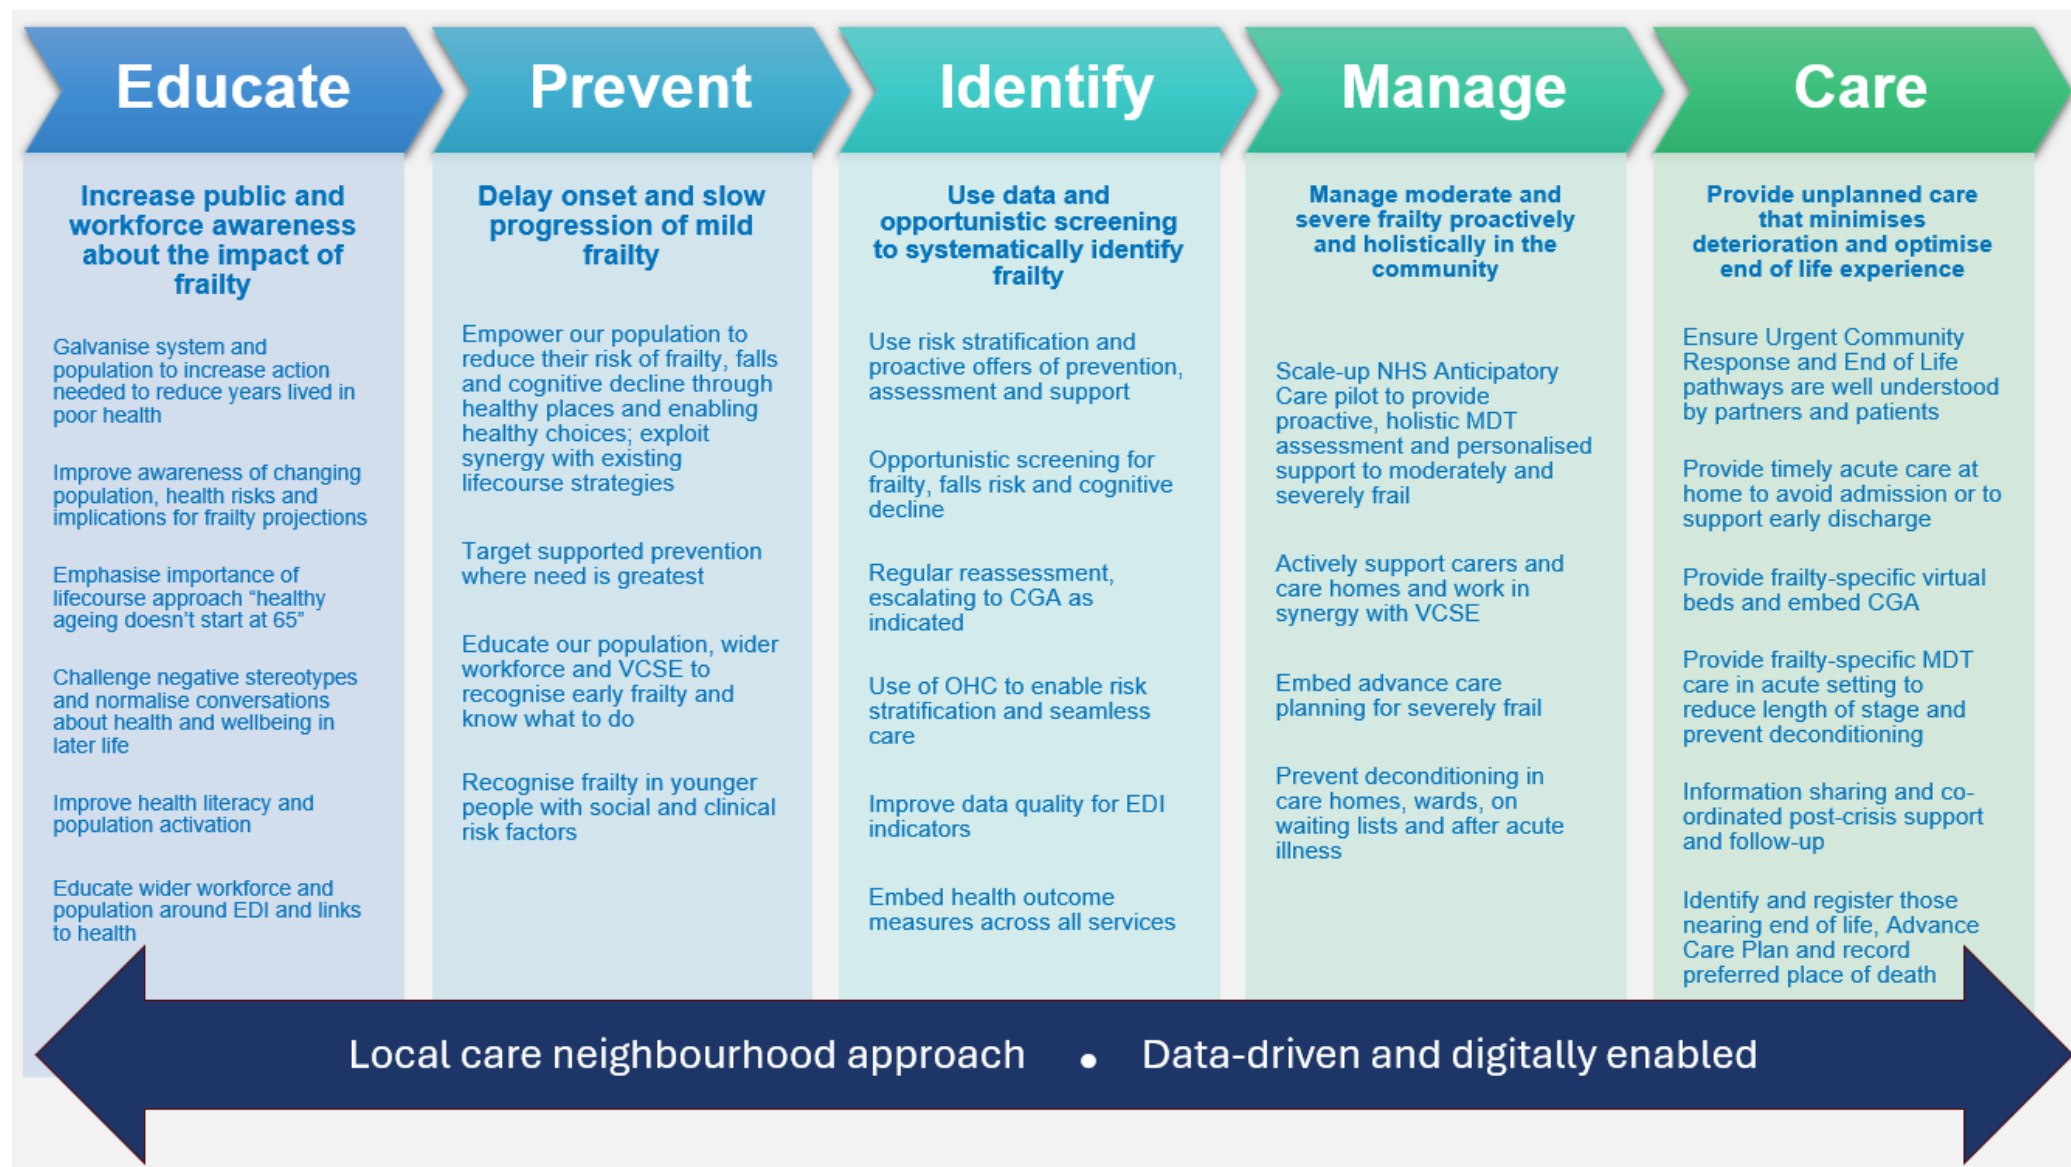 Educate
Prevent
Identify
Manage
Care
Increase public and
workforce awareness
about the impact of
frailty
Galvanise system and
population to increase action
needed to reduce years lived in
poor health
Improve awareness of changing
population, health risks and
implications for frailty projections
Emphasise importance of
lifecourse approach “healthy
ageing doesn’t start at 65”
Challenge negative stereotypes
and normalise conversations
about health and wellbeing in
later life
Improve health literacy and
population activation
Educate wider workforce and
population around EDI and links
to health
Delay onset and slow
progression of mild
frailty
Empower our population to
reduce their risk of frailty, falls
and cognitive decline through
healthy places and enabling
healthy choices; exploit
synergy with existing
lifecourse strategies
Target supported prevention
where need is greatest
Educate our population, wider
workforce and VCSE to
recognise early frailty and
know what to do
Recognise frailty in younger
people with social and clinical
risk factors
Use data and
opportunistic screening
to systematically identify
frailty
Use risk stratification and
proactive offers of prevention,
assessment and support
Opportunistic screening for
frailty, falls risk and cognitive
decline
Regular reassessment,
escalating to CGA as
indicated
Use of OHC to enable risk
stratification and seamless
care
Improve data quality for EDI
indicators
Embed health outcome
measures across all services
Manage moderate and
severe frailty proactively
and holistically in the
community
Scale-up NHS Anticipatory
Care pilot to provide
proactive, holistic MDT
assessment and personalised
support to moderately and
severely frail
Actively support carers and
care homes and work in
synergy with VCSE
Embed advance care
planning for severely frail
Prevent deconditioning in
care homes, wards, on
waiting lists and after acute
illness
Provide unplanned care
that minimises
deterioration and optimise
end of life experience
Ensure Urgent Community
Response and End of Life
pathways are well understood
by partners and patients
Provide timely acute care at
home to avoid admission or to
support early discharge
Provide frailty-specific virtual
beds and embed CGA
Provide frailty-specific MDT
care in acute setting to
reduce length of stage and
prevent deconditioning
Information sharing and co-
ordinated post-crisis support
and follow-up
Identify and register those
nearing end of life, Advance
Care Plan and record
preferred place of death
Local care neighbourhood approach • Data-driven and digitally enabled